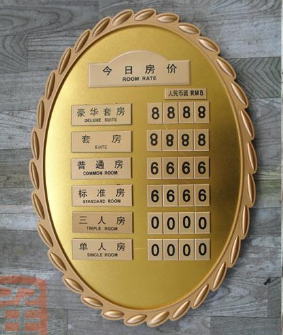 今日房价
ROOM RATE
人民币/间 RMB
豪华套房 8888
DELUXE SUITE
套房 8888
SUITE
普通房 6666
COMMON ROOM
标准房 6666
STANDARD ROOM
三人房 0000
TRIPLE ROOM
单人房 0000
SINGLE ROOM